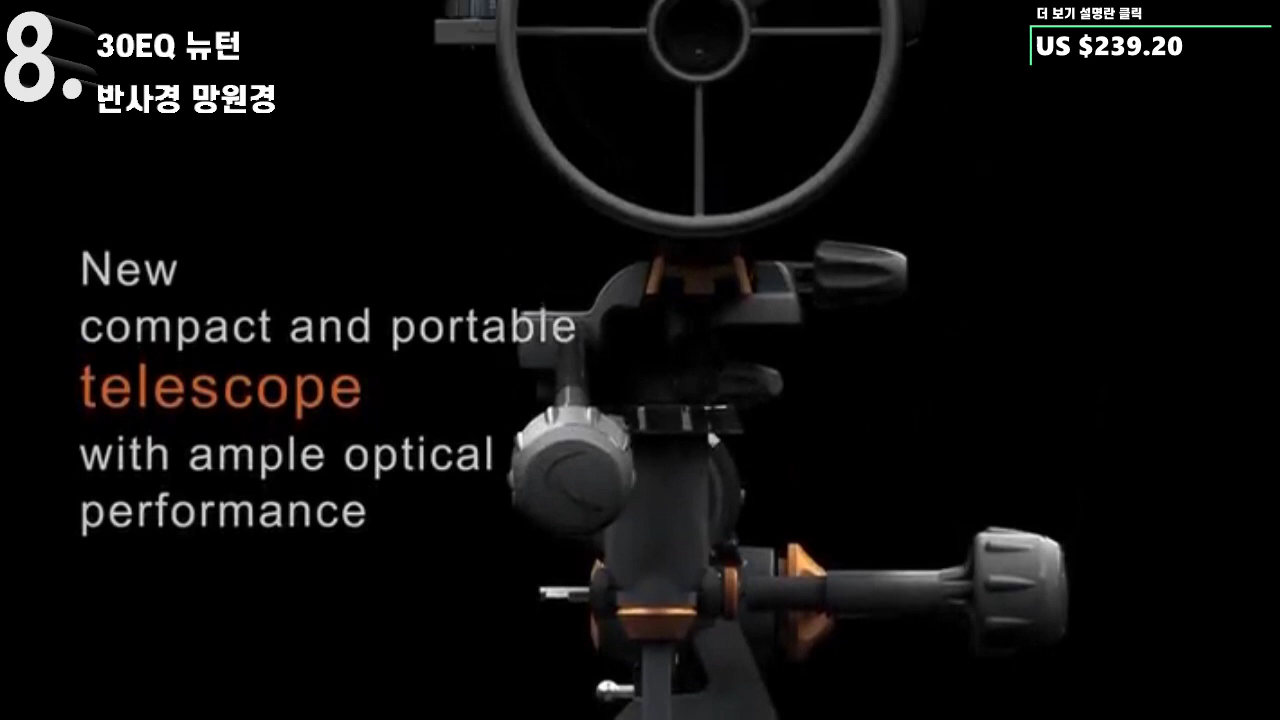 8.
30EQ 뉴턴
반사경 망원경
더 보기 설명란 클릭
US $239.20
New
compact and portable
telescope
with ample optical
performance